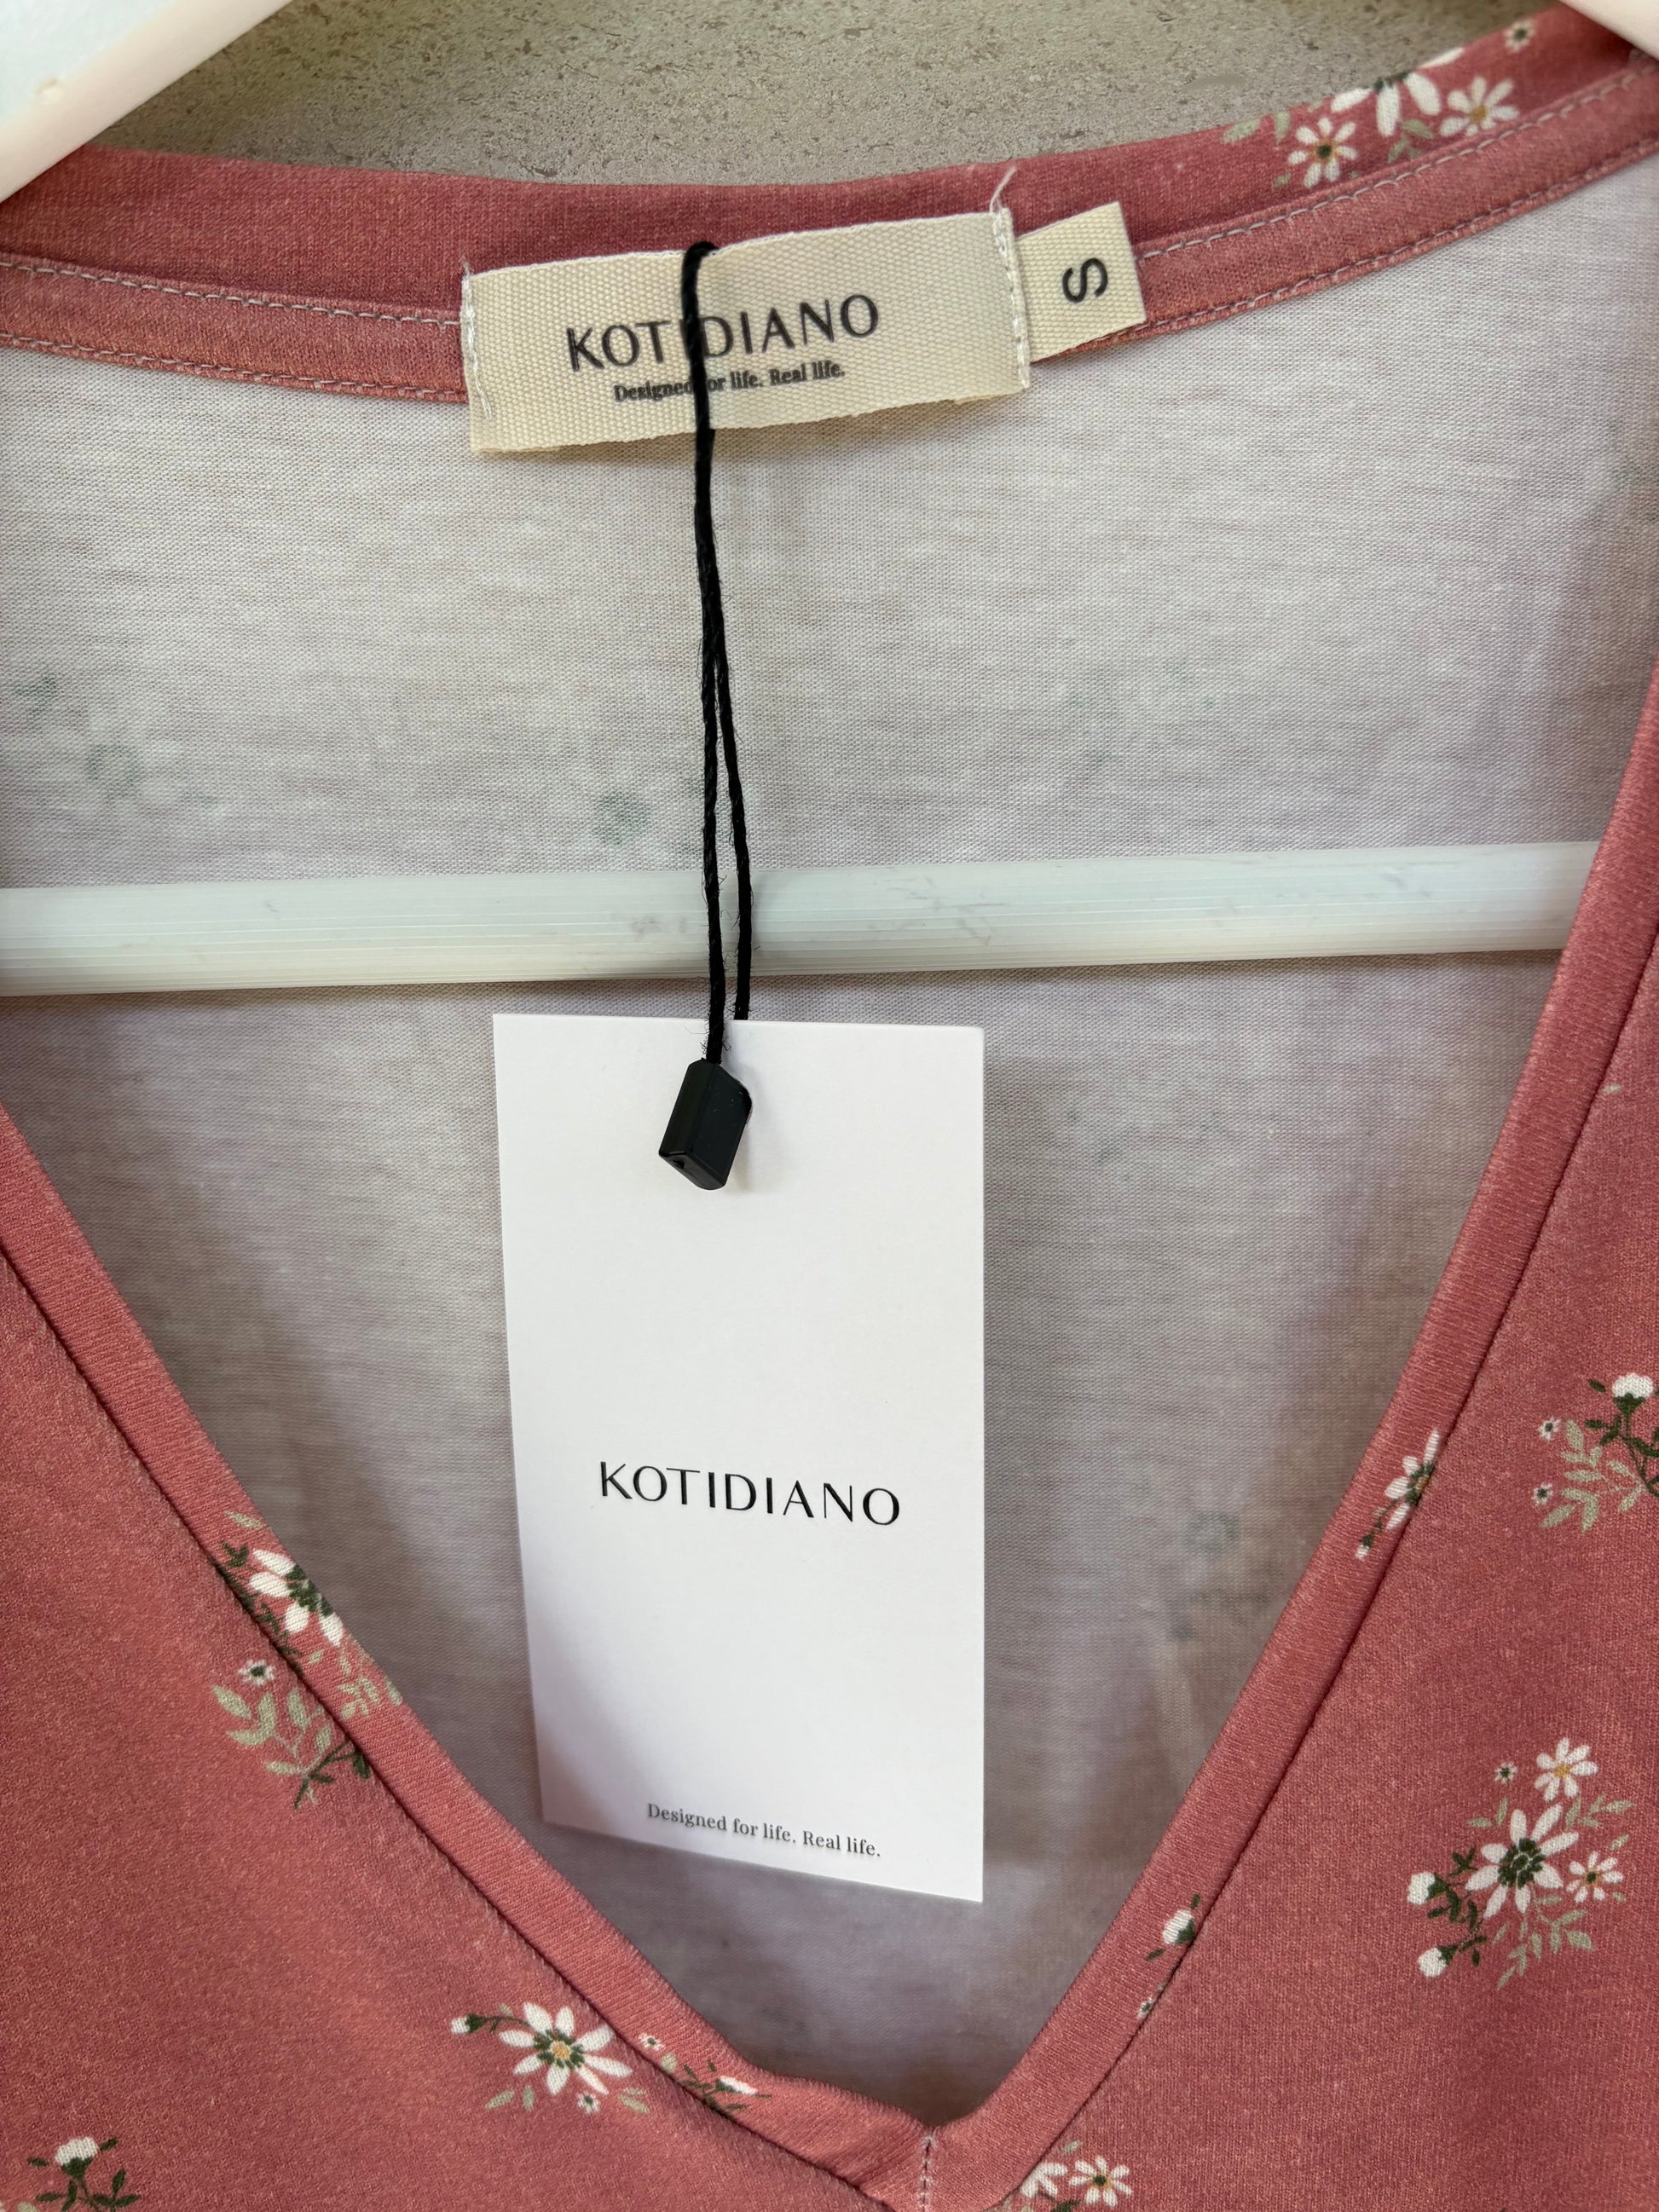 KOTIDIANO
Designed for life. Real life.
S
KOTIDIANO
Designed for life. Real life.